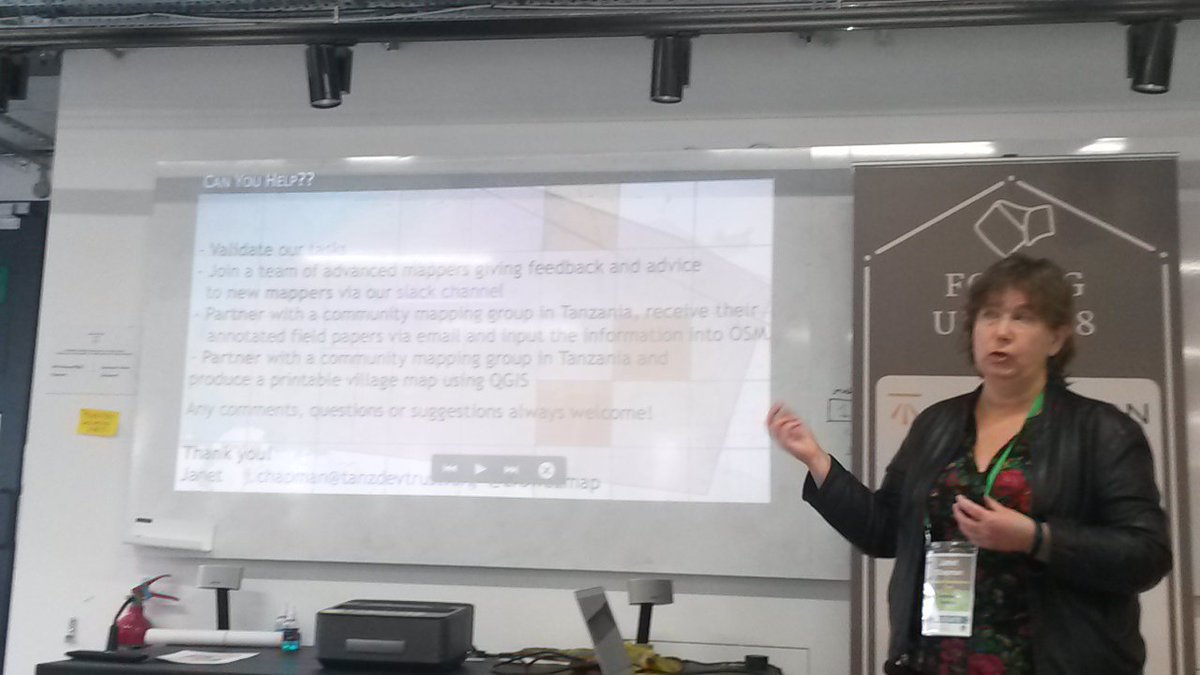 CAN YOU HELP??
- Validate our tasks
- Join a team of advanced mappers giving feedback and advice
to new mappers via our slack channel
- Partner with a community mapping group in Tanzania, receive their
annotated field papers via email and input the information into OSM.
- Partner with a community mapping group in Tanzania and
produce a printable village map using QGIS
Any comments, questions or suggestions always welcome!
Thank you!
Janet